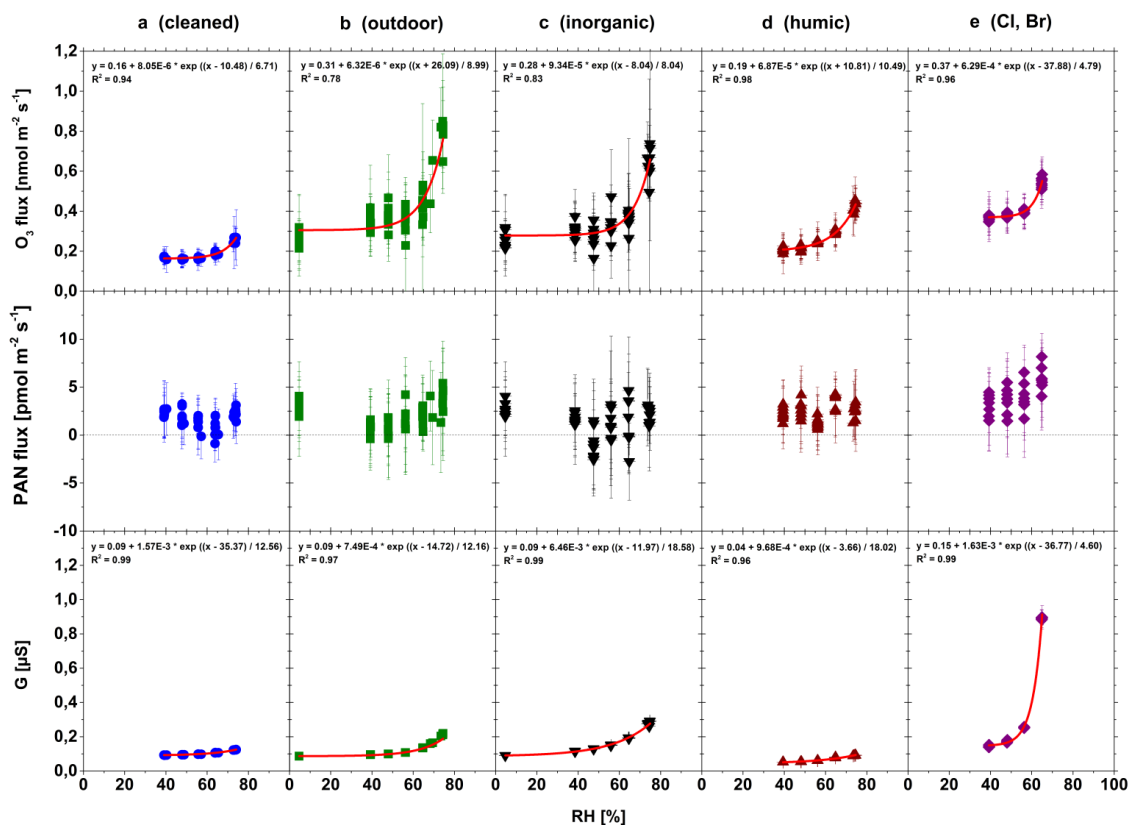 a (cleaned) b (outdoor) c (inorganic) d (humic) e (Cl, Br)
1,2
y = 0.16 + 8.05E-6 * exp ((x - 10.48) / 6.71)
R² = 0.94
y = 0.31 + 6.32E-6 * exp ((x + 26.09) / 8.99)
R² = 0.78
y = 0.28 + 9.34E-5 * exp ((x - 8.04) / 8.04)
R² = 0.83
y = 0.19 + 6.87E-5 * exp ((x + 10.81) / 10.49)
R² = 0.98
y = 0.37 + 6.29E-4 * exp ((x - 37.88) / 4.79)
R² = 0.96
1,0
0,8
0,6
0,4
0,2
0,0
O₃ flux [nmol m⁻² s⁻¹]
10
5
0
-5
-10
PAN flux [pmol m⁻² s⁻¹]
y = 0.09 + 1.57E-3 * exp ((x - 35.37) / 12.56)
R² = 0.99
y = 0.09 + 7.49E-4 * exp ((x - 14.72) / 12.16)
R² = 0.97
y = 0.09 + 6.46E-3 * exp ((x - 11.97) / 18.58)
R² = 0.99
y = 0.04 + 9.68E-4 * exp ((x - 3.66) / 18.02)
R² = 0.96
y = 0.15 + 1.63E-3 * exp ((x - 36.77) / 4.60)
R² = 0.99
1,0
0,8
0,6
0,4
0,2
0,0
G [µS]
0 20 40 60 80 0 20 40 60 80 0 20 40 60 80 0 20 40 60 80 0 20 40 60 80 100
RH [%]